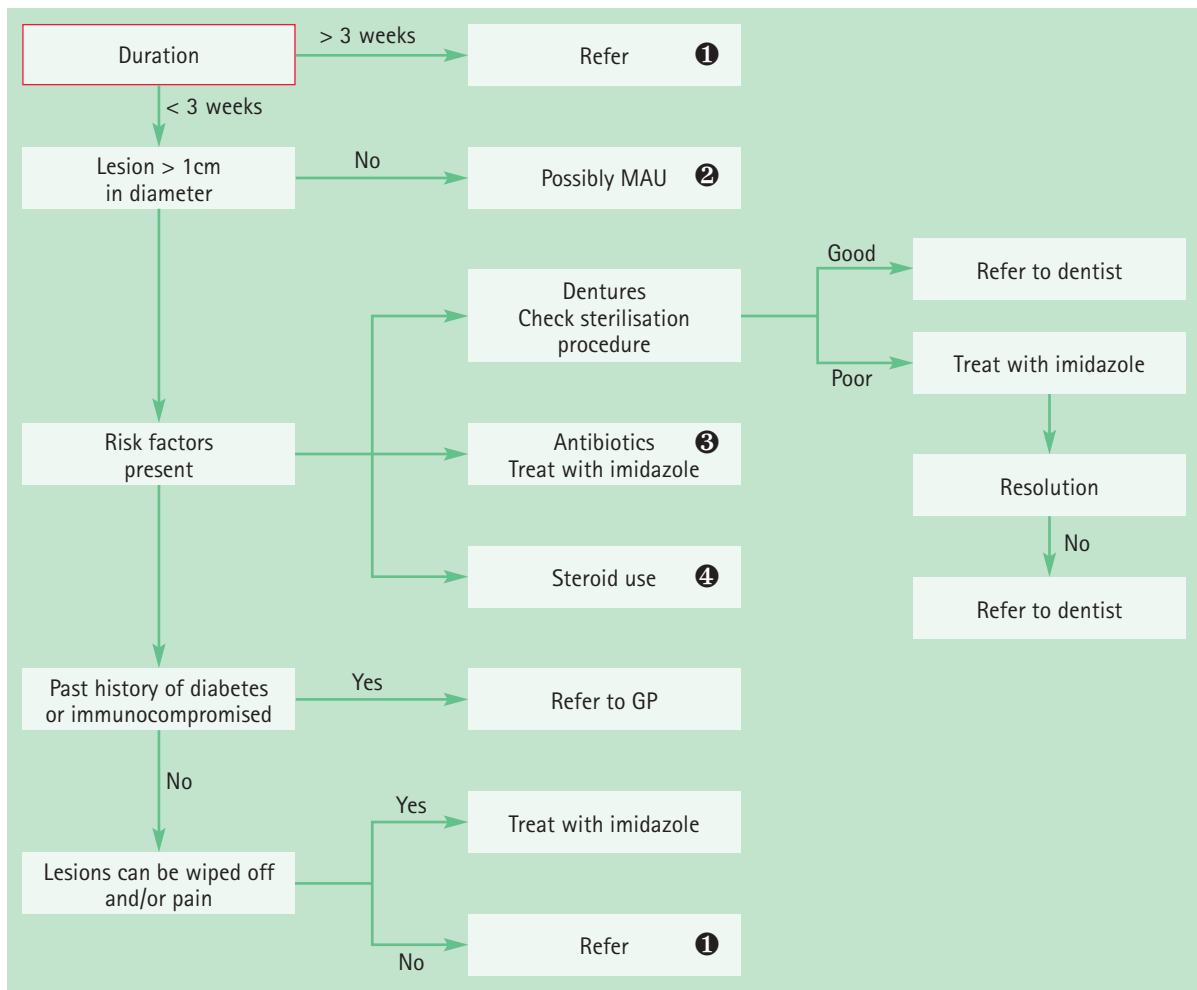 Duration
> 3 weeks
Refer ❶
< 3 weeks
Lesion > 1cm
in diameter
No
Possibly MAU ❷
Risk factors
present
Dentures
Check sterilisation
procedure
Good
Refer to dentist
Poor
Treat with imidazole
Resolution
No
Refer to dentist
Antibiotics ❸
Treat with imidazole
Steroid use ❹
Past history of diabetes
or immunocompromised
Yes
Refer to GP
No
Lesions can be wiped off
and/or pain
Yes
Treat with imidazole
No
Refer ❶